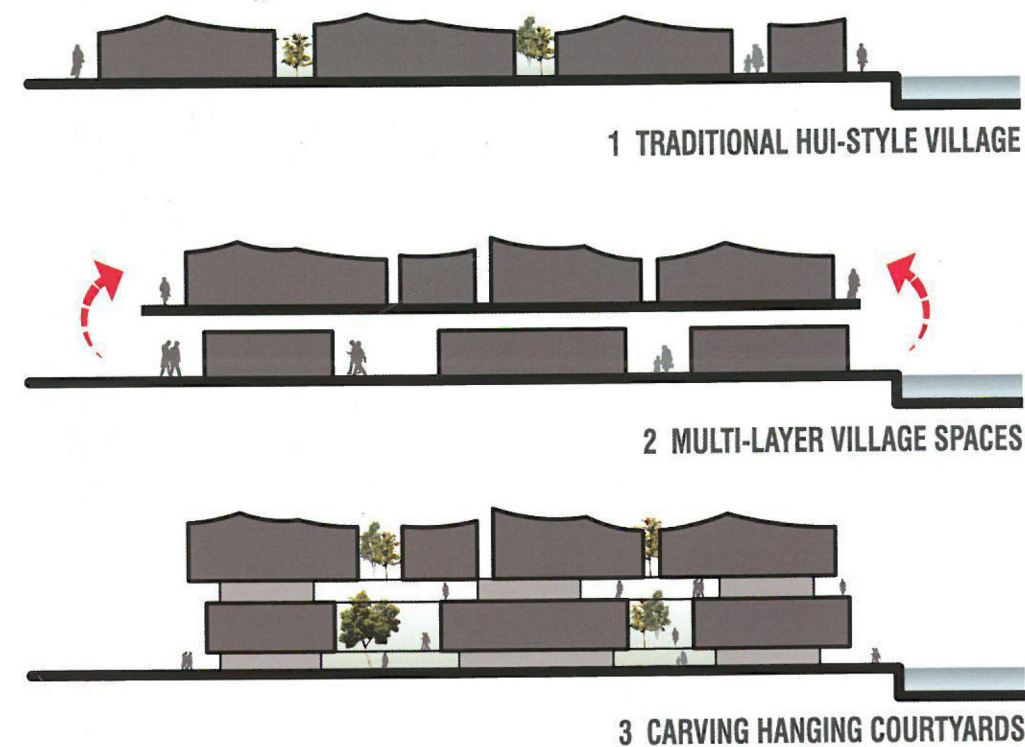 1 TRADITIONAL HUI-STYLE VILLAGE
2 MULTI-LAYER VILLAGE SPACES
3 CARVING HANGING COURTYARDS